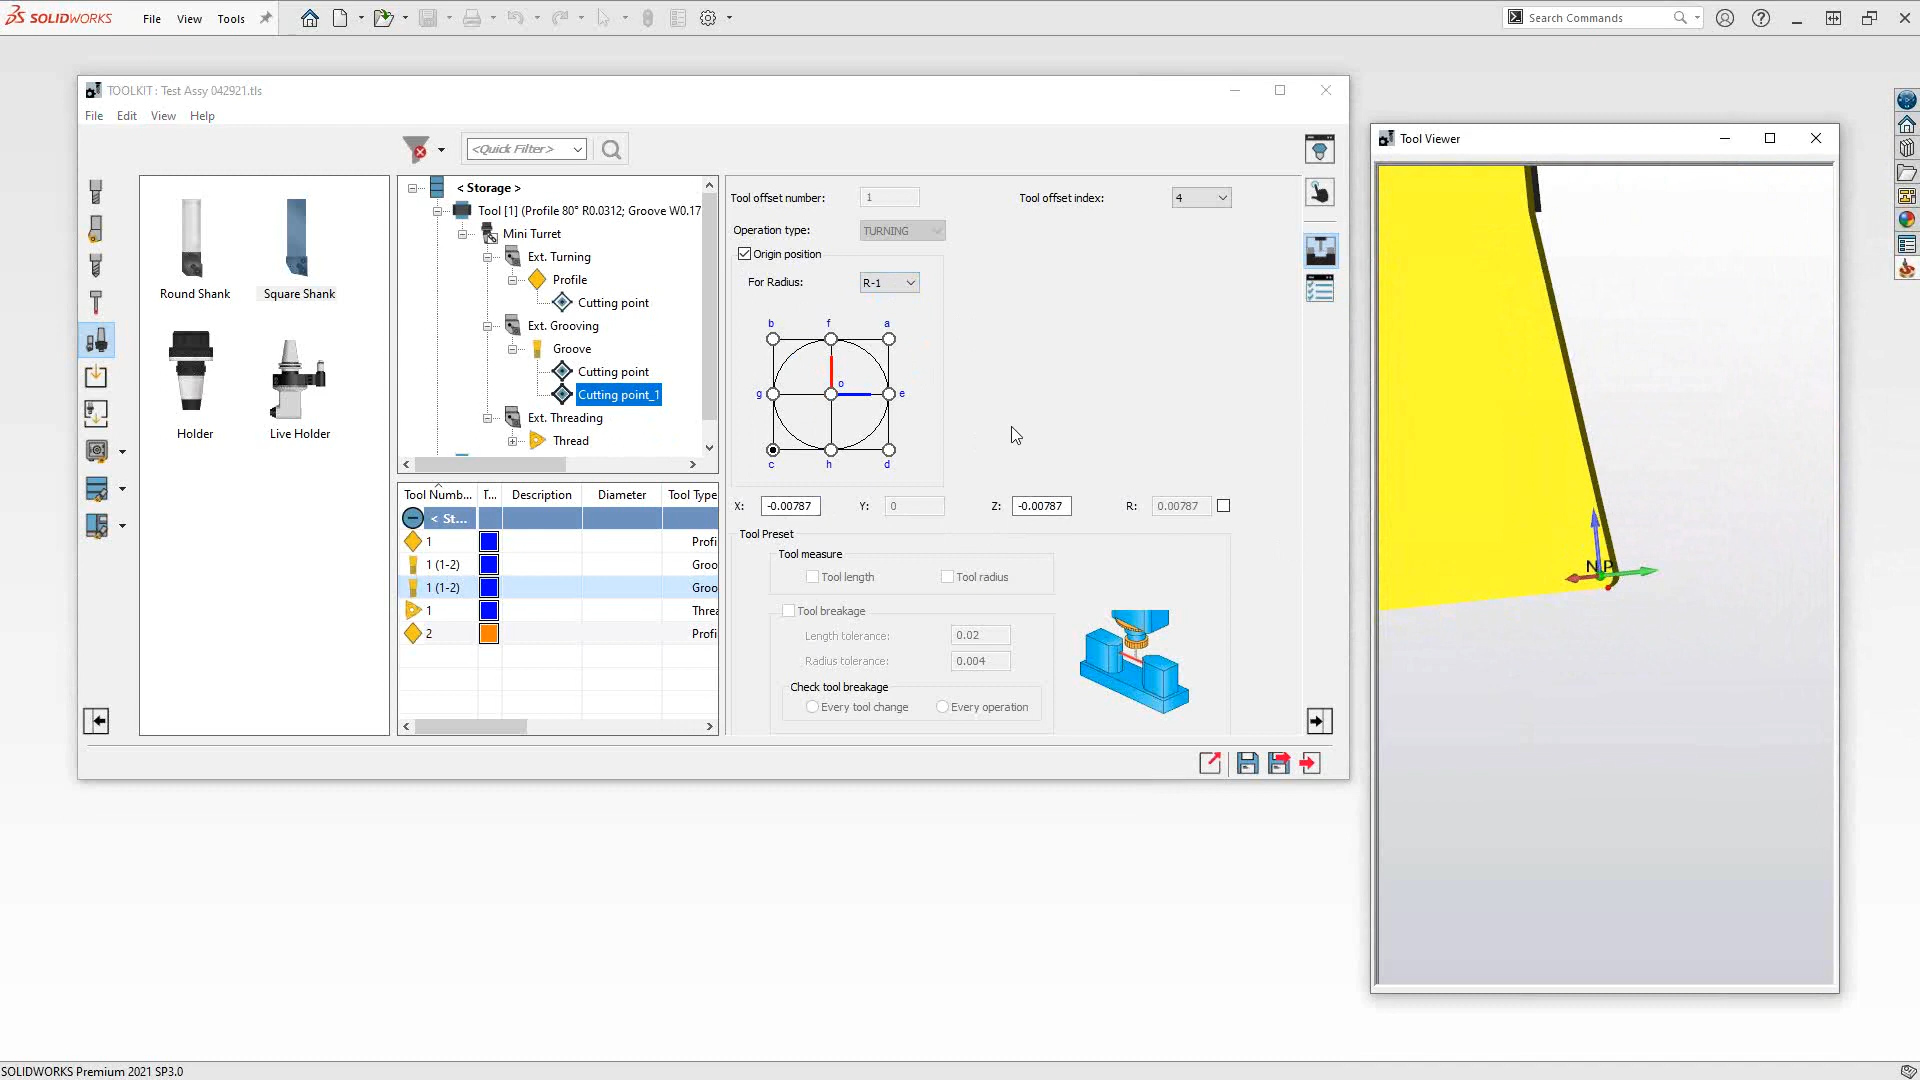 SOLIDWORKS File View Tools Search Commands
TOOLKIT : Test Assy 042921.tls
File Edit View Help
Tool Viewer
<Quick Filter>
Round Shank Square Shank
Holder Live Holder
< Storage >
Tool [1] (Profile 80° R0.0312; Groove W0.17
Mini Turret
Ext. Turning
Profile
Cutting point
Ext. Grooving
Groove
Cutting point
Cutting point_1
Ext. Threading
Thread
Tool Numb... T... Description Diameter Tool Type
< St...
1 Profi
1 (1-2) Groo
1 (1-2) Groo
1 Threa
2 Profi
Tool offset number: 1 Tool offset index: 4
Operation type: TURNING
Origin position
For Radius: R-1
b f a
g o e
c h d
X: -0.00787 Y: 0 Z: -0.00787 R: 0.00787
Tool Preset
Tool measure
Tool length Tool radius
Tool breakage
Length tolerance: 0.02
Radius tolerance: 0.004
Check tool breakage
Every tool change Every operation
SOLIDWORKS Premium 2021 SP3.0